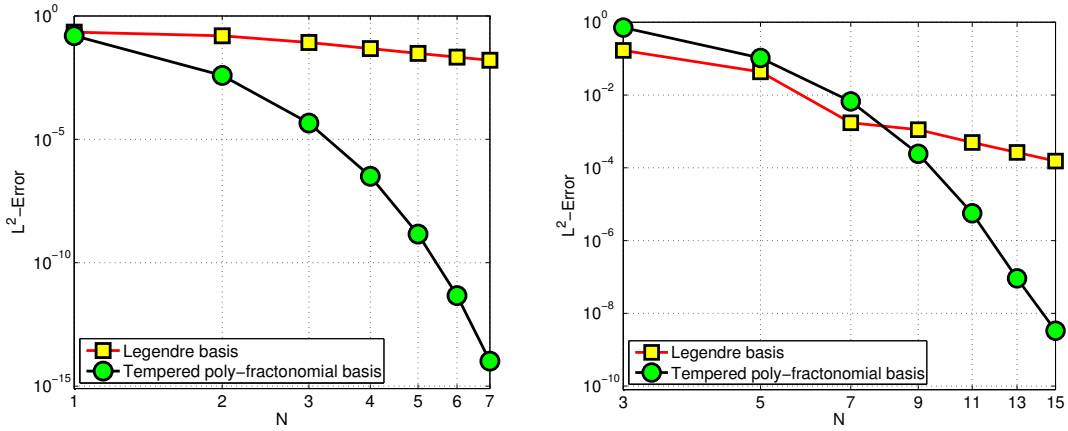 10^0
10^-5
10^-10
10^-15
L^2-Error
Legendre basis
Tempered poly-fractonomial basis
1 2 3 4 5 6 7
N
10^0
10^-2
10^-4
10^-6
10^-8
10^-10
L^2-Error
Legendre basis
Tempered poly-fractonomial basis
3 5 7 9 11 13 15
N